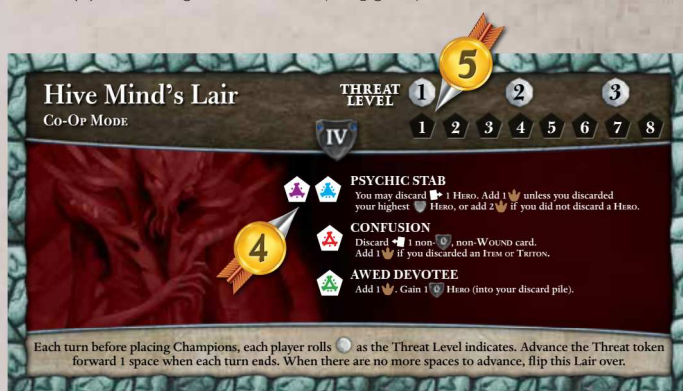 Hive Mind's Lair
Co-Op Mode
THREAT LEVEL 1 2 3
1 2 3 4 5 6 7 8
5
IV
PSYCHIC STAB
You may discard 1 Hero. Add 1 unless you discarded
your highest Hero, or add 2 if you did not discard a Hero.
4
CONFUSION
Discard 1 non- 0, non-Wound card.
Add 1 if you discarded an Item or Triton.
AWED DEVOTEE
Add 1. Gain 1 0 Hero (into your discard pile).
Each turn before placing Champions, each player rolls as the Threat Level indicates. Advance the Threat token
forward 1 space when each turn ends. When there are no more spaces to advance, flip this Lair over.